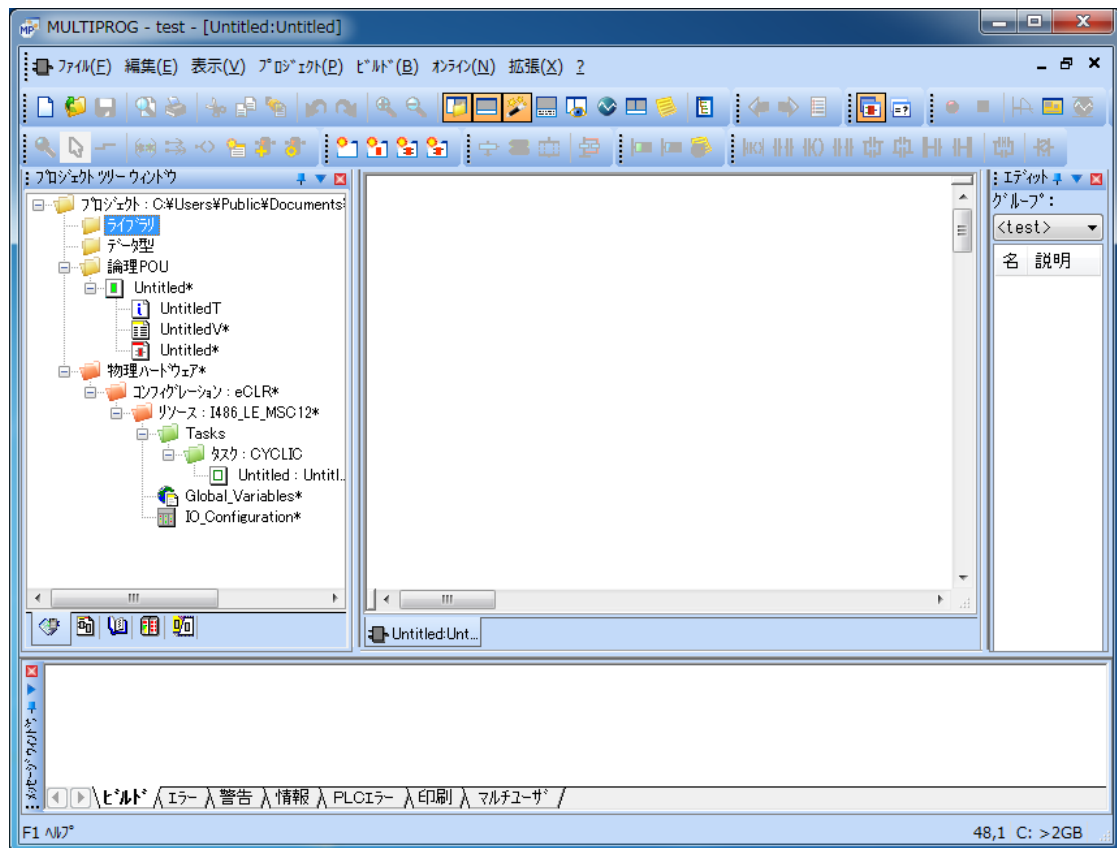 MULTIPROG - test - [Untitled:Untitled]
ﾌｧｲﾙ(F) 編集(E) 表示(V) ﾌﾟﾛｼﾞｪｸﾄ(P) ﾋﾞﾙﾄﾞ(B) ｵﾝﾗｲﾝ(N) 拡張(X) ?
ﾌﾟﾛｼﾞｪｸﾄ ﾂﾘｰ ｳｨﾝﾄﾞｳ
ﾌﾟﾛｼﾞｪｸﾄ : C:¥Users¥Public¥Documents
ﾗｲﾌﾞﾗﾘ
ﾃﾞｰﾀ型
論理POU
Untitled*
UntitledT
UntitledV*
Untitled*
物理ﾊｰﾄﾞｳｪｱ*
ｺﾝﾌｨｸﾞﾚｰｼｮﾝ : eCLR*
ﾘｿｰｽ : I486_LE_MSC12*
Tasks
ﾀｽｸ : CYCLIC
Untitled : Untitl..
Global_Variables*
IO_Configuration*
Untitled:Unt...
ｴﾃﾞｨｯﾄ
ｸﾞﾙｰﾌﾟ:
<test>
名 説明
ﾒｯｾｰｼﾞ ｳｨﾝﾄﾞｳ
ﾋﾞﾙﾄﾞ ｴﾗｰ 警告 情報 PLCｴﾗｰ 印刷 ﾏﾙﾁﾕｰｻﾞ
F1 ﾍﾙﾌﾟ 48,1 C: >2GB